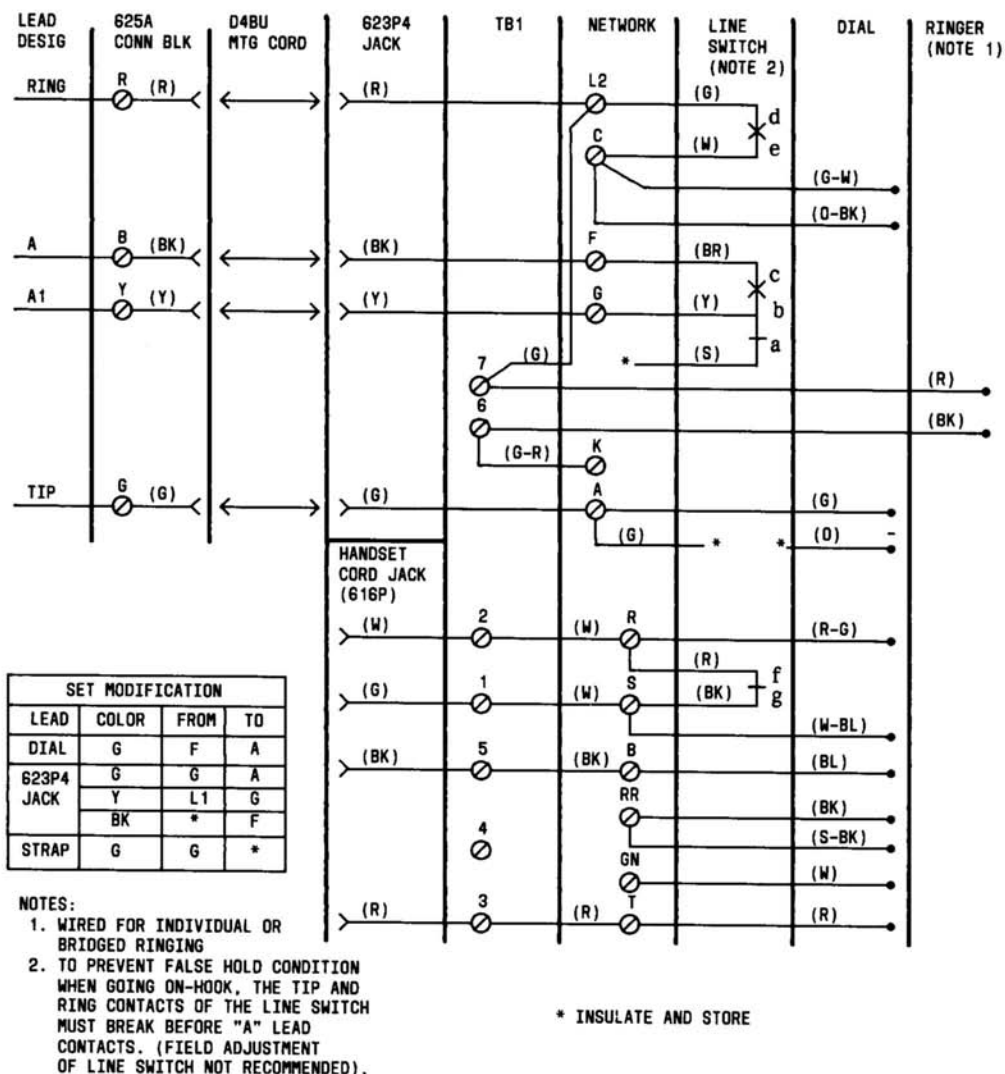 LEAD DESIG
625A CONN BLK
D4BU MTG CORD
623P4 JACK
TB1
NETWORK
LINE SWITCH (NOTE 2)
DIAL
RINGER (NOTE 1)
RING R (R) (R) L2 (G) d
C (W) e
(G-W)
(O-BK)
A B (BK) (BK) F (BR) c
A1 Y (Y) (Y) G (Y) b
7 (G) * (S) a
(R)
6 (BK)
(G-R) K
TIP G (G) (G) A (G)
(G) * * (O)
HANDSET CORD JACK (616P)
(W) 2 (W) R (R-G)
(R) f
(G) 1 (W) S (BK) g
(W-BL)
(BK) 5 (BK) B (BL)
RR (BK)
4 (S-BK)
GN (W)
(R) 3 (R) T (R)
SET MODIFICATION
LEAD COLOR FROM TO
DIAL G F A
623P4 JACK G G A
Y L1 G
BK * F
STRAP G G *
NOTES:
1. WIRED FOR INDIVIDUAL OR
BRIDGED RINGING
2. TO PREVENT FALSE HOLD CONDITION
WHEN GOING ON-HOOK, THE TIP AND
RING CONTACTS OF THE LINE SWITCH
MUST BREAK BEFORE "A" LEAD
CONTACTS. (FIELD ADJUSTMENT
OF LINE SWITCH NOT RECOMMENDED).
* INSULATE AND STORE